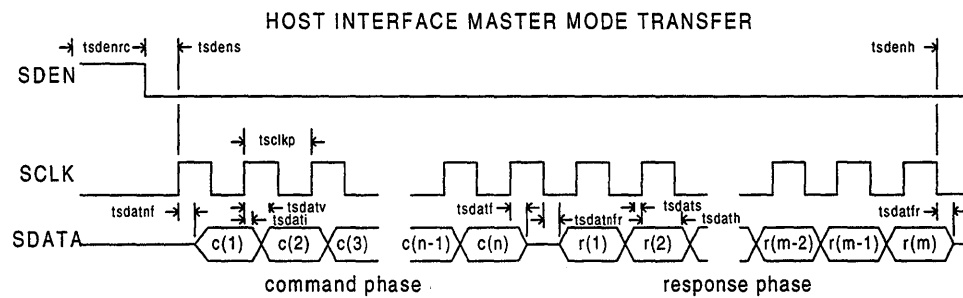 HOST INTERFACE MASTER MODE TRANSFER
tsdenrc
tsdens
tsdenh
SDEN
tsclkp
SCLK
tsdatnf
tsdatv
tsdati
tsdatf
tsdatnfr
tsdats
tsdath
tsdatfr
SDATA
c(1)
c(2)
c(3)
c(n-1)
c(n)
r(1)
r(2)
r(m-2)
r(m-1)
r(m)
command phase
response phase